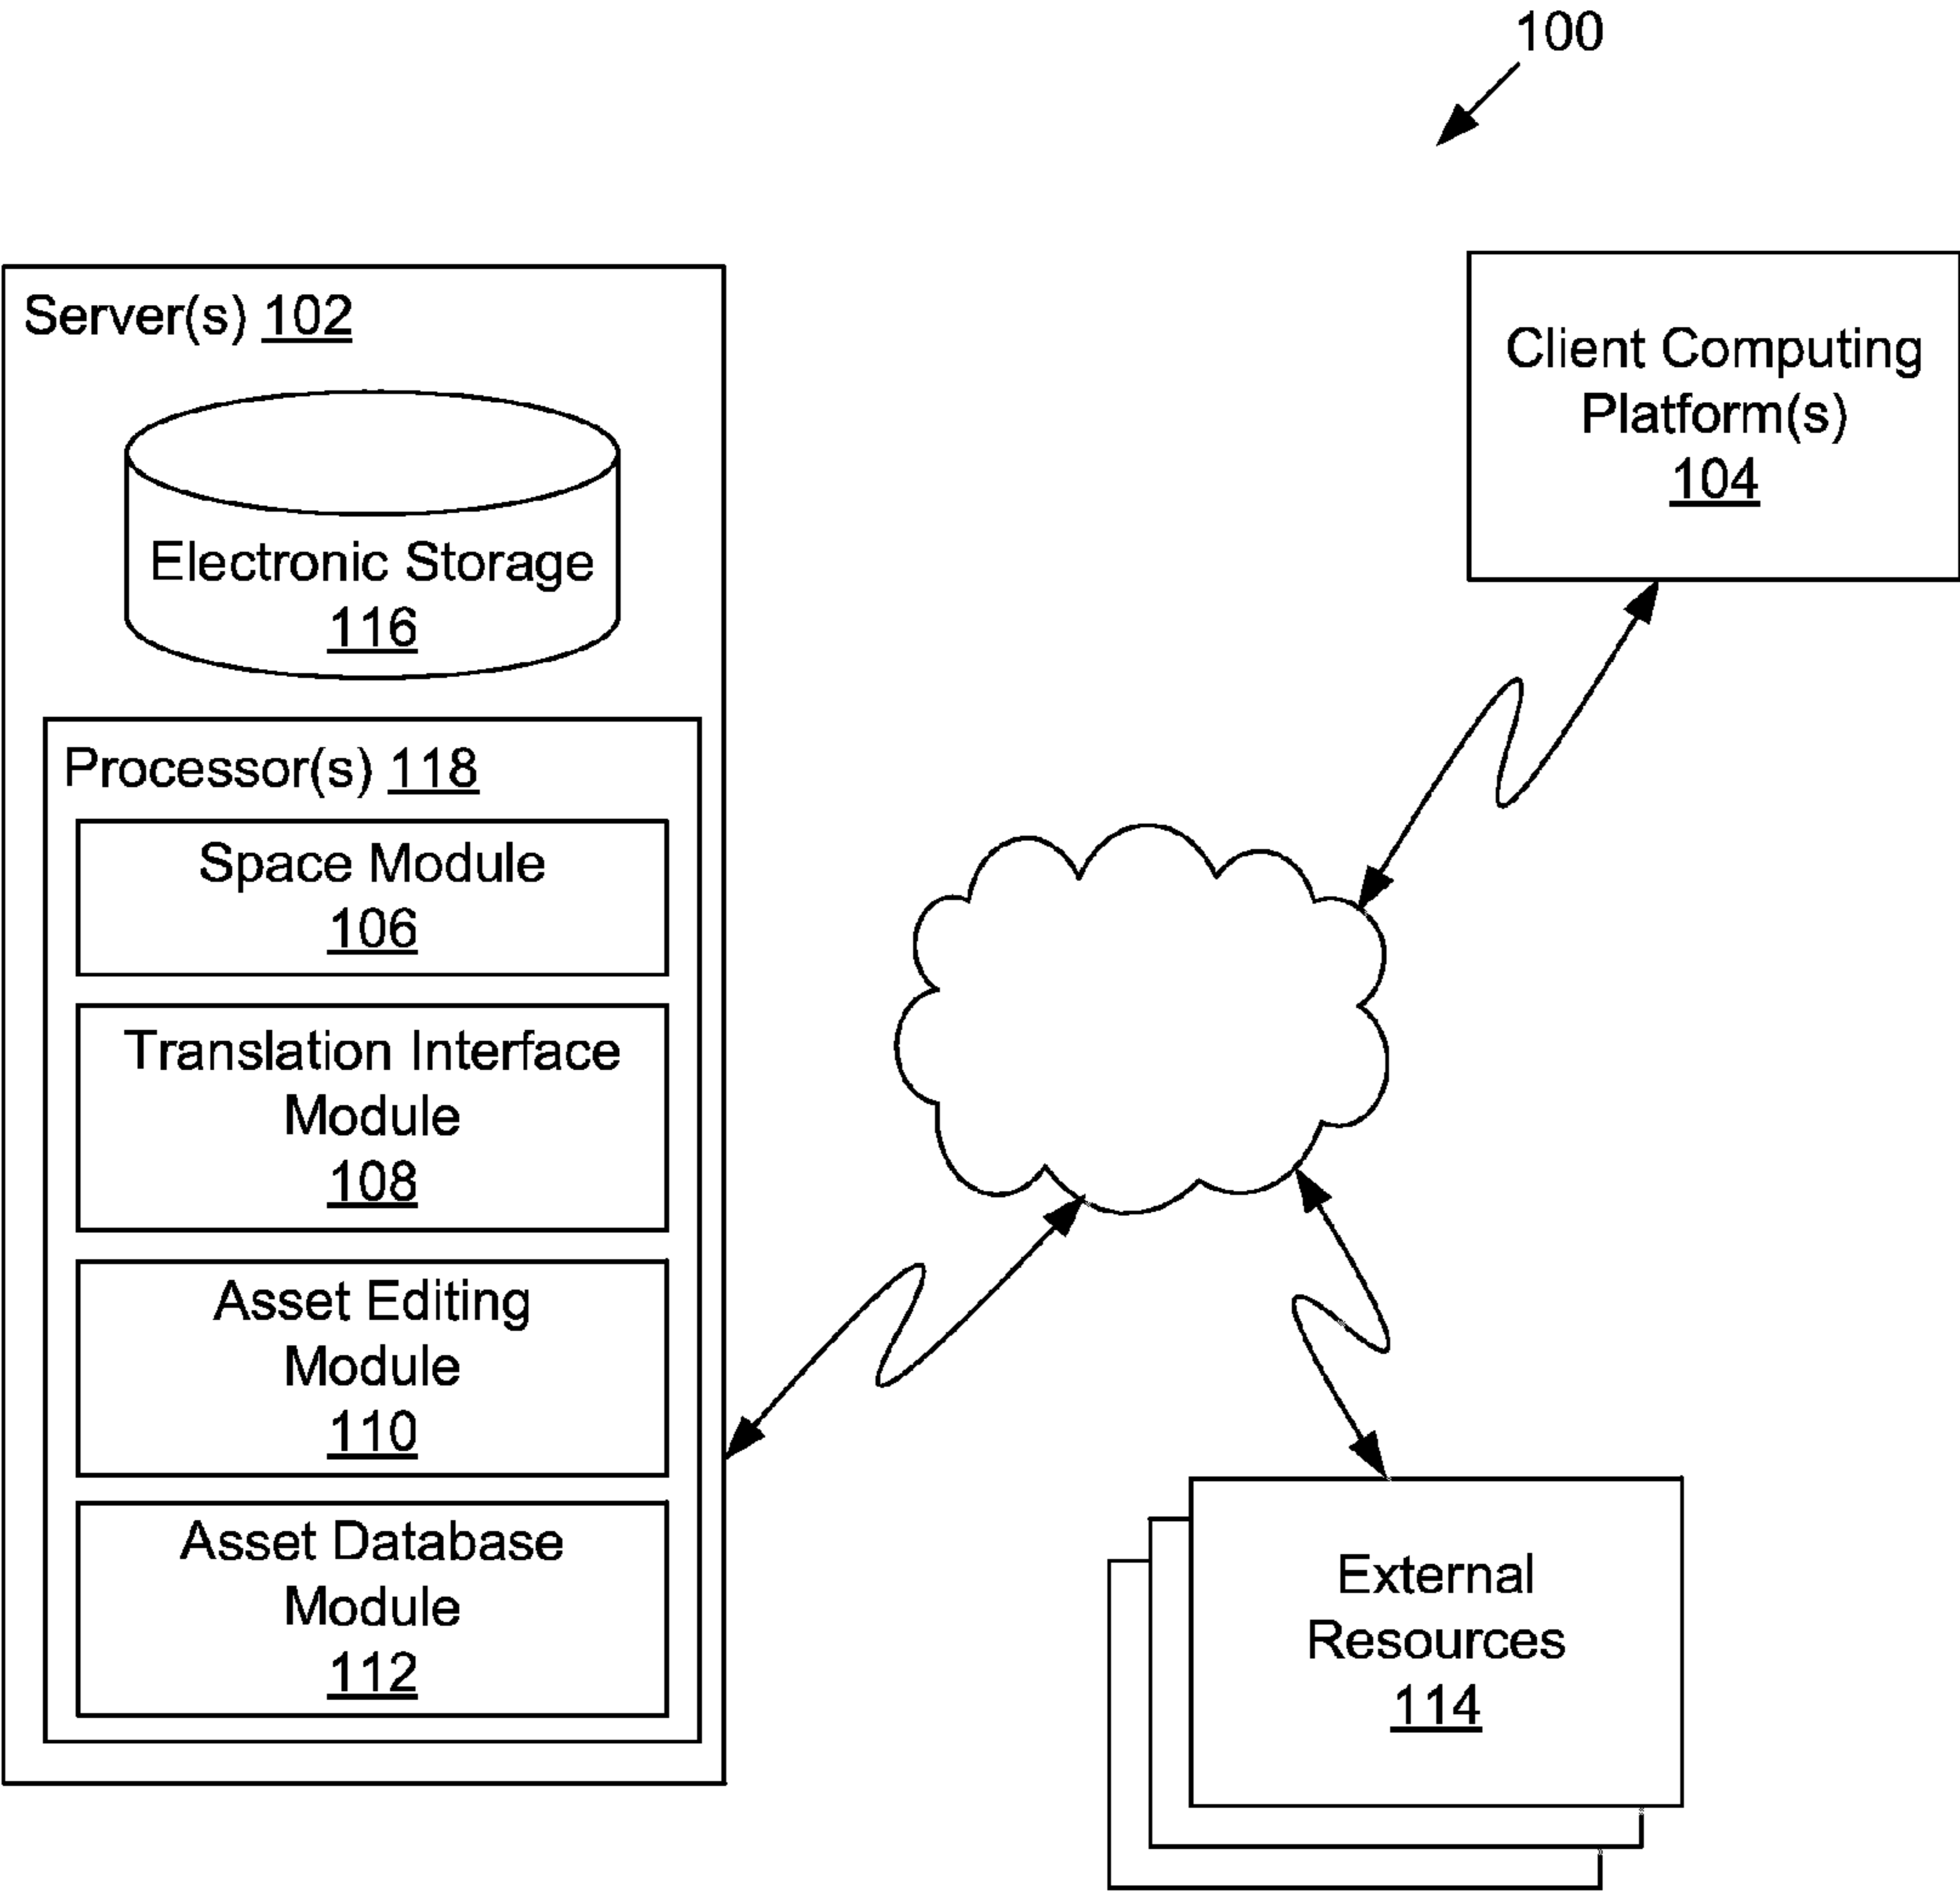 100
Server(s) 102
Electronic Storage
116
Processor(s) 118
Space Module
106
Translation Interface
Module
108
Asset Editing
Module
110
Asset Database
Module
112
Client Computing
Platform(s)
104
External
Resources
114